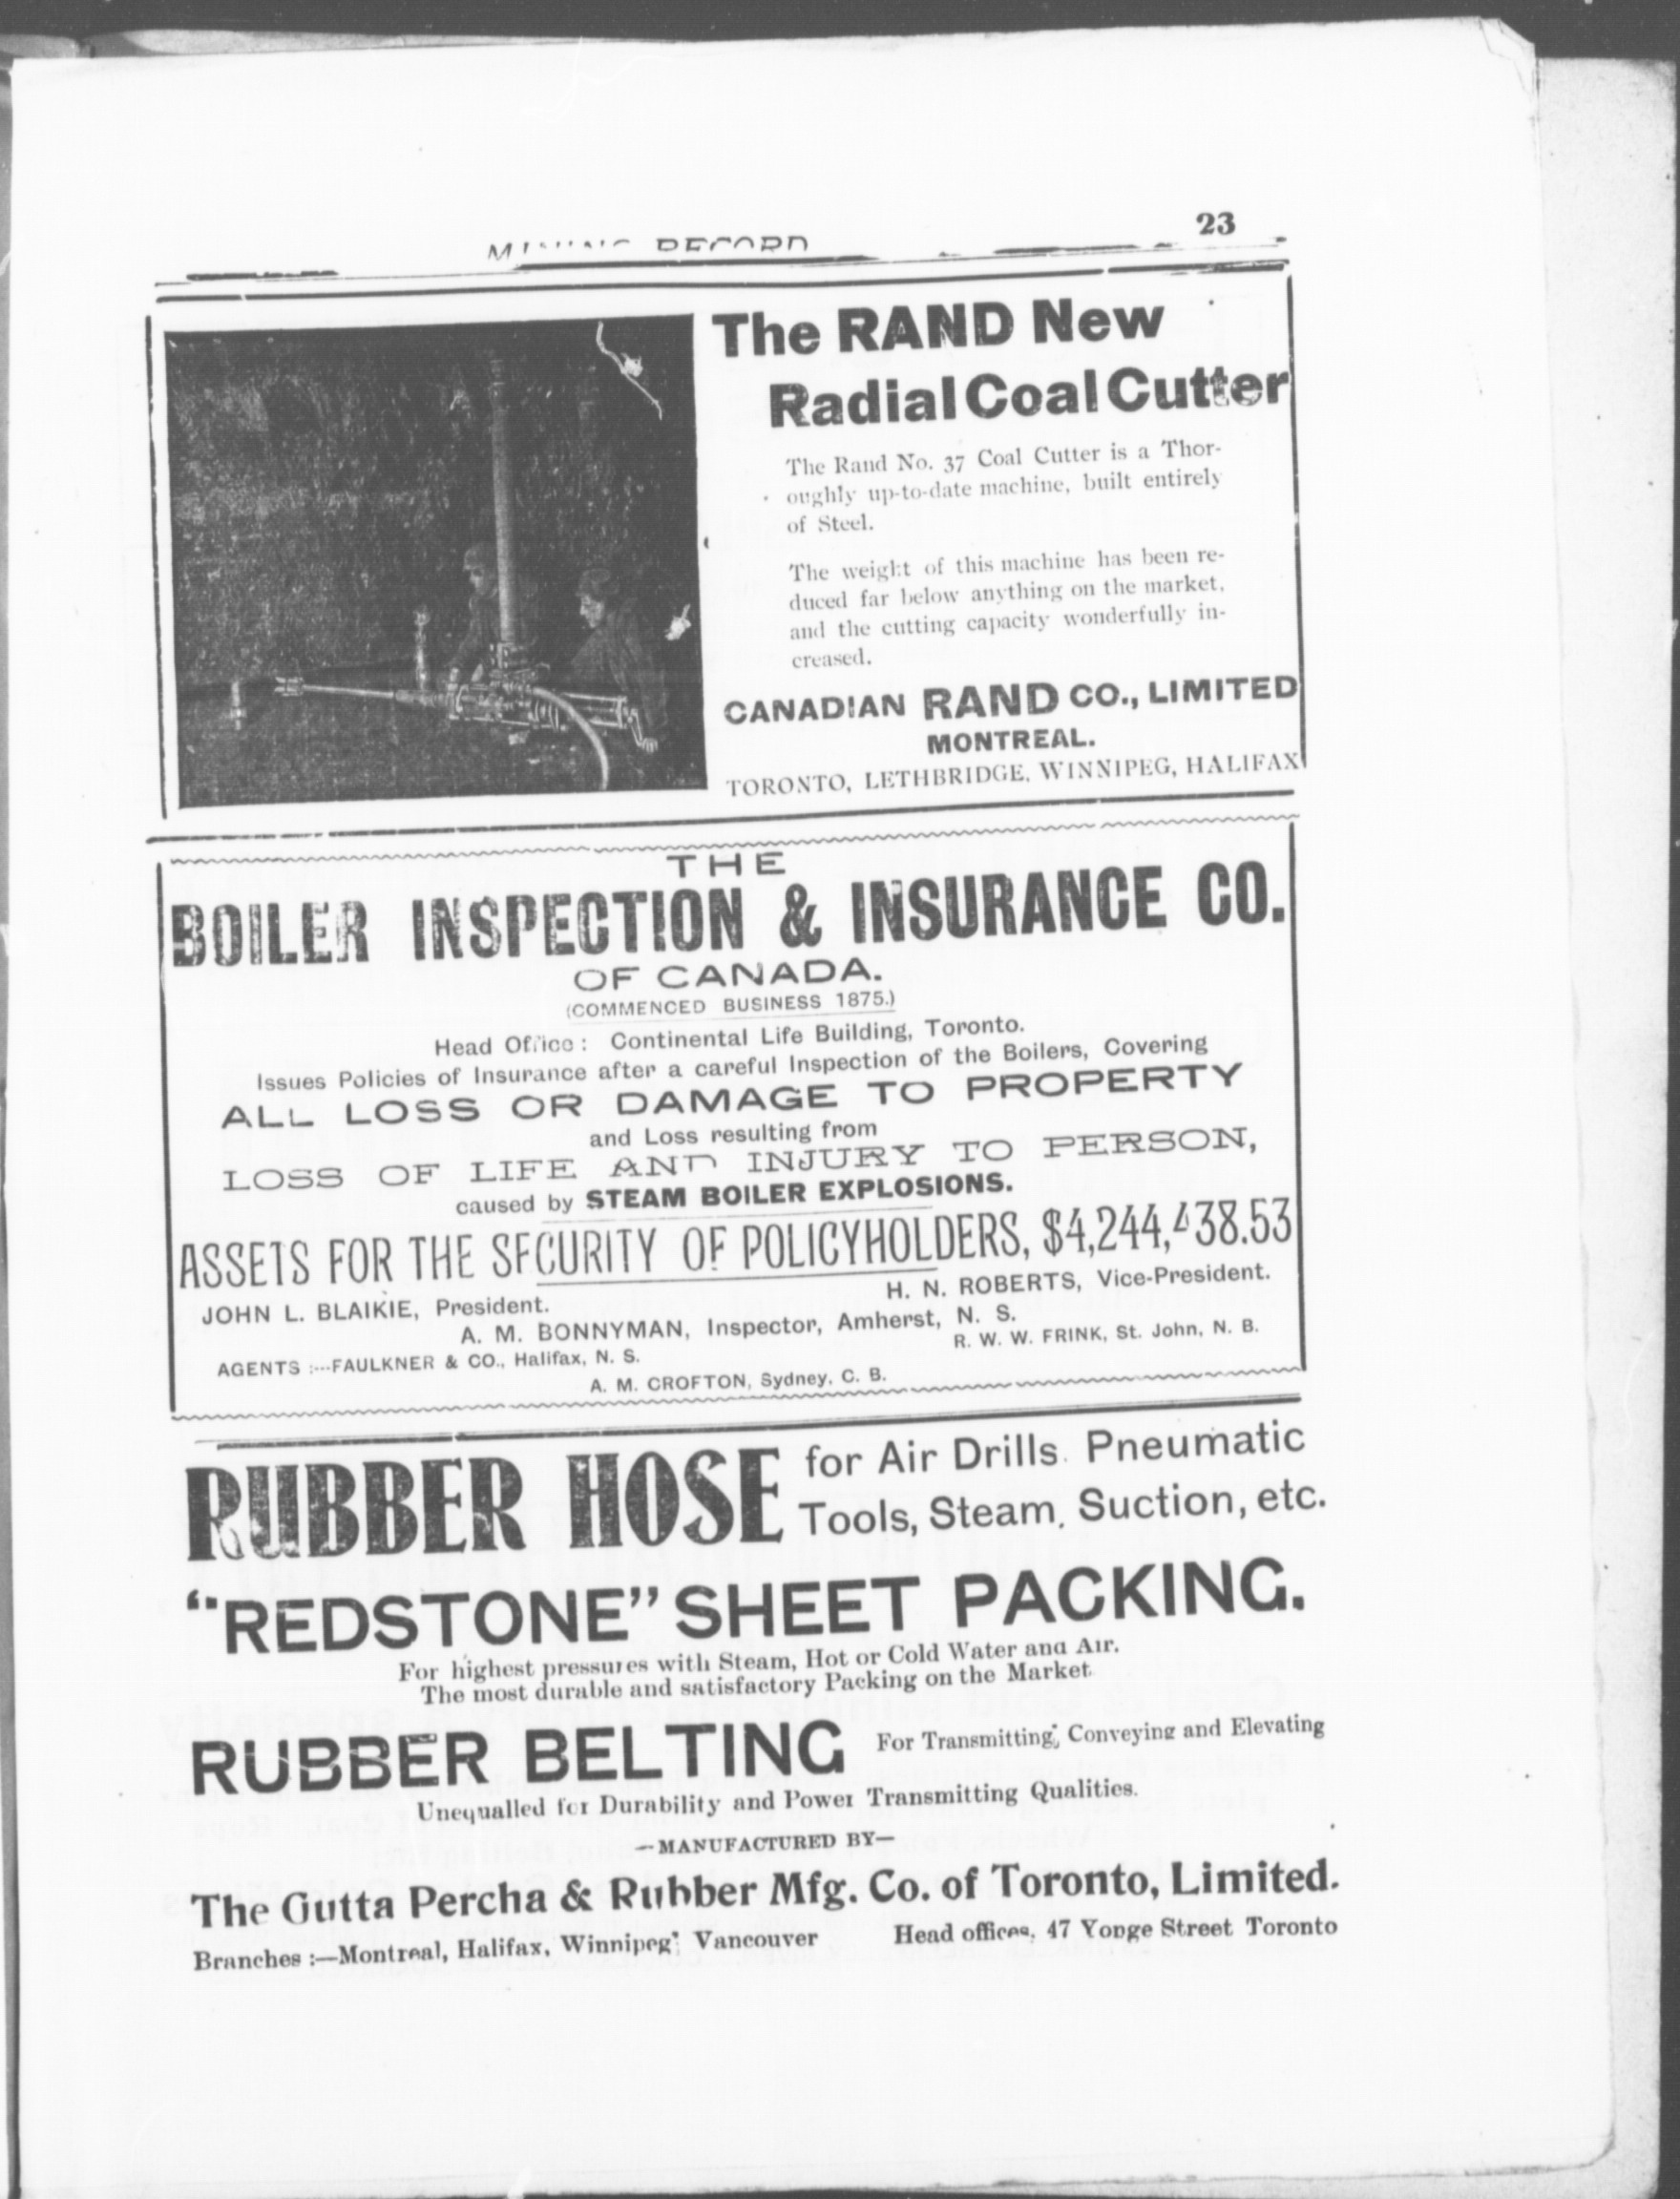 MINING RECORD
23
The RAND New
Radial Coal Cutter
The Rand No. 37 Coal Cutter is a Thor-
oughly up-to-date machine, built entirely
of Steel.
The weight of this machine has been re-
duced far below anything on the market,
and the cutting capacity wonderfully in-
creased.
CANADIAN RAND CO., LIMITED
MONTREAL.
TORONTO, LETHBRIDGE, WINNIPEG, HALIFAX
THE
BOILER INSPECTION & INSURANCE CO.
OF CANADA.
(COMMENCED BUSINESS 1875.)
Head Office: Continental Life Building, Toronto.
Issues Policies of Insurance after a careful Inspection of the Boilers, Covering
ALL LOSS OR DAMAGE TO PROPERTY
and Loss resulting from
LOSS OF LIFE AND INJURY TO PERSON,
caused by STEAM BOILER EXPLOSIONS.
ASSETS FOR THE SECURITY OF POLICYHOLDERS, $4,244,438.53
JOHN L. BLAIKIE, President. H. N. ROBERTS, Vice-President.
A. M. BONNYMAN, Inspector, Amherst, N. S.
AGENTS :---FAULKNER & CO., Halifax, N. S. R. W. W. FRINK, St. John, N. B.
A. M. CROFTON, Sydney, C. B.
RUBBER HOSE for Air Drills. Pneumatic
Tools, Steam, Suction, etc.
"REDSTONE" SHEET PACKING.
For highest pressures with Steam, Hot or Cold Water and Air.
The most durable and satisfactory Packing on the Market
RUBBER BELTING For Transmitting, Conveying and Elevating
Unequalled for Durability and Power Transmitting Qualities.
—MANUFACTURED BY—
The Gutta Percha & Rubber Mfg. Co. of Toronto, Limited.
Branches :—Montreal, Halifax, Winnipeg, Vancouver Head offices, 47 Yonge Street Toronto